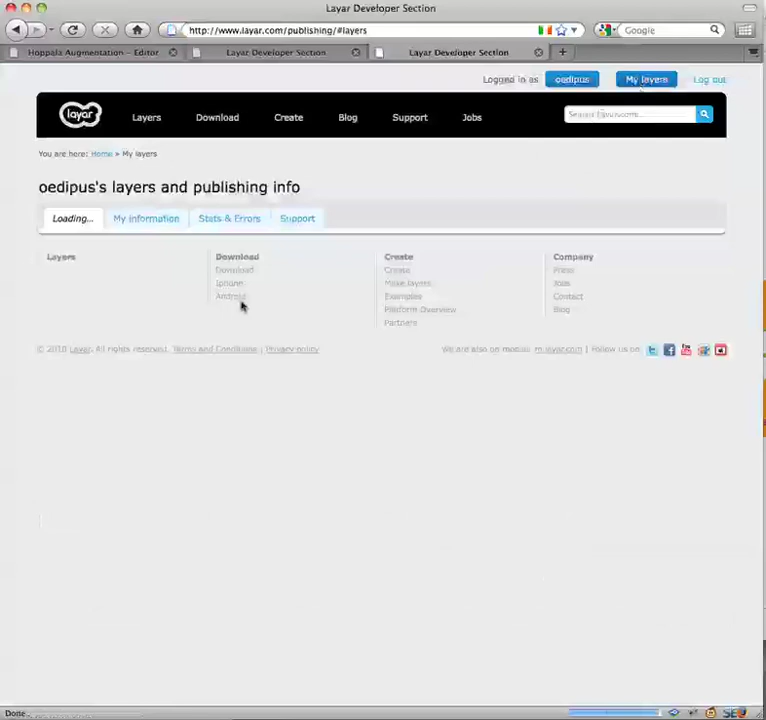 Layar Developer Section
http://www.layar.com/publishing/#layers
Google
Hoppala Augmentation – Editor
Layar Developer Section
Layar Developer Section
Logged in as oedipus My layers Log out
layar Layers Download Create Blog Support Jobs
You are here: Home » My layers
oedipus's layers and publishing info
Loading... My information Stats & Errors Support
Layers Download Create Company
Download Create Press
Iphone Make layers Jobs
Android Examples Contact
Platform Overview Blog
Partners
© 2010 Layar. All rights reserved. Terms and Conditions | Privacy policy We are also on mobile: m.layar.com | Follow us on:
Done